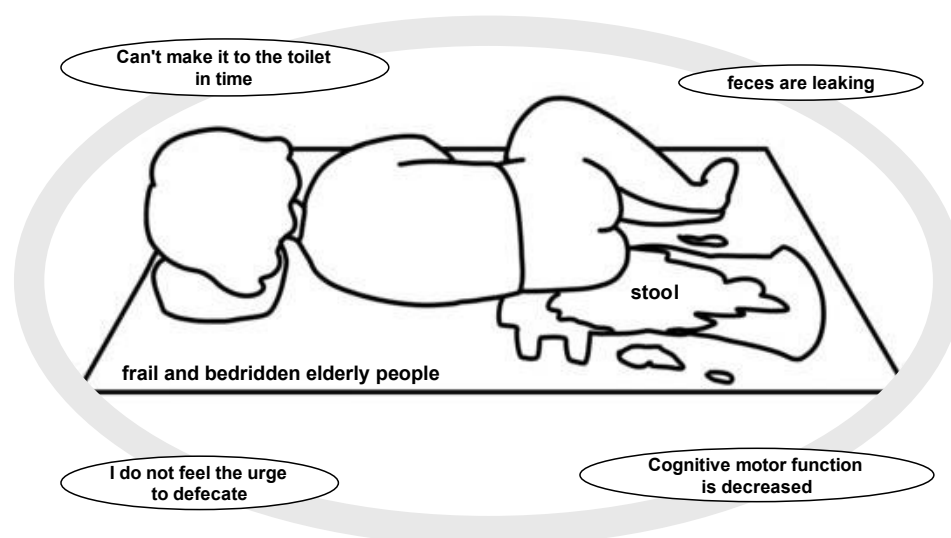 Can't make it to the toilet
in time
feces are leaking
stool
frail and bedridden elderly people
I do not feel the urge
to defecate
Cognitive motor function
is decreased